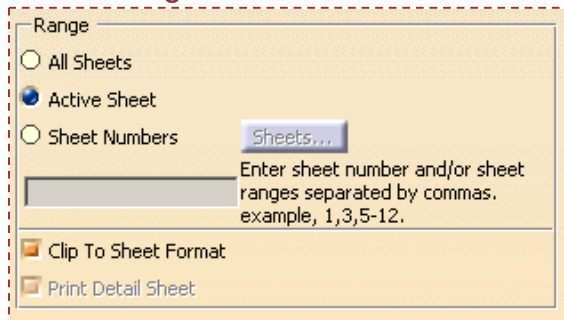 Range
All Sheets
Active Sheet
Sheet Numbers Sheets...
Enter sheet number and/or sheet
ranges separated by commas.
example, 1,3,5-12.
Clip To Sheet Format
Print Detail Sheet